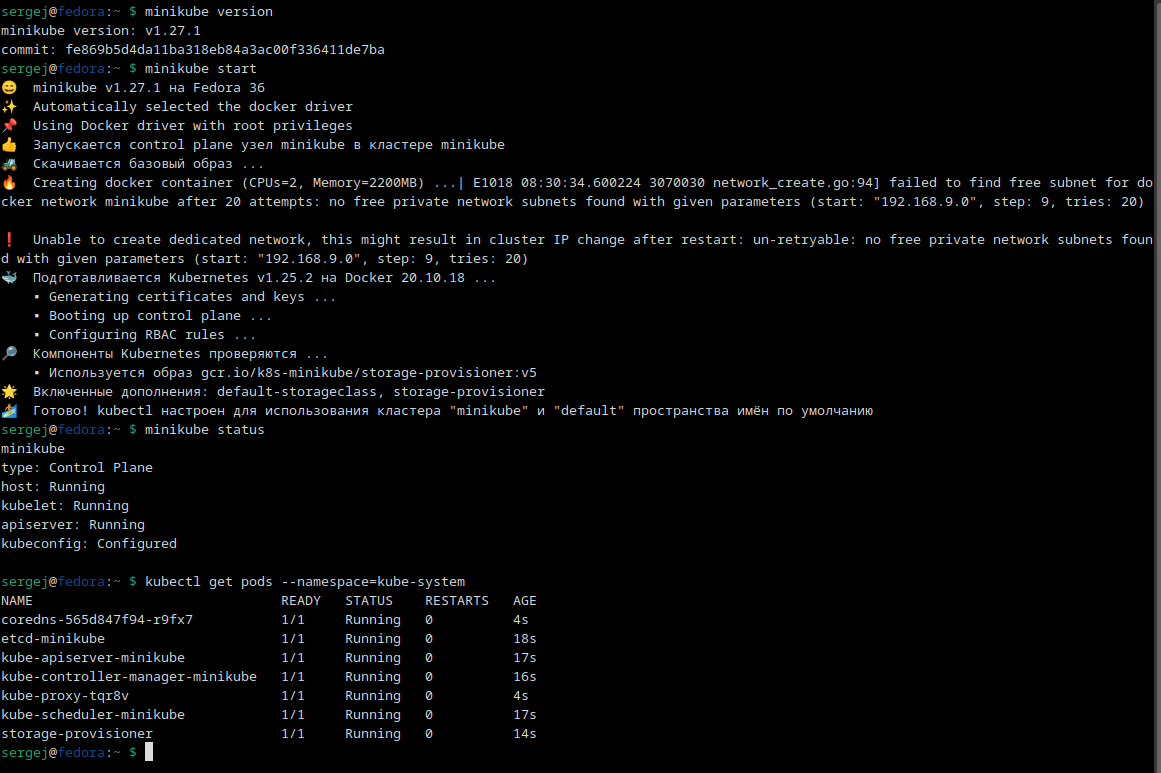 sergej@fedora:~ $ minikube version
minikube version: v1.27.1
commit: fe869b5d4da11ba318eb84a3ac00f336411de7ba
sergej@fedora:~ $ minikube start
😄  minikube v1.27.1 на Fedora 36
✨  Automatically selected the docker driver
📌  Using Docker driver with root privileges
👍  Запускается control plane узел minikube в кластере minikube
🚜  Скачивается базовый образ ...
🔥  Creating docker container (CPUs=2, Memory=2200MB) ...| E1018 08:30:34.600224 3070030 network_create.go:94] failed to find free subnet for do
cker network minikube after 20 attempts: no free private network subnets found with given parameters (start: "192.168.9.0", step: 9, tries: 20)
❗  Unable to create dedicated network, this might result in cluster IP change after restart: un-retryable: no free private network subnets foun
d with given parameters (start: "192.168.9.0", step: 9, tries: 20)
🐳  Подготавливается Kubernetes v1.25.2 на Docker 20.10.18 ...
    ▪ Generating certificates and keys ...
    ▪ Booting up control plane ...
    ▪ Configuring RBAC rules ...
🔎  Компоненты Kubernetes проверяются ...
    ▪ Используется образ gcr.io/k8s-minikube/storage-provisioner:v5
🌟  Включенные дополнения: default-storageclass, storage-provisioner
🏄  Готово! kubectl настроен для использования кластера "minikube" и "default" пространства имён по умолчанию
sergej@fedora:~ $ minikube status
minikube
type: Control Plane
host: Running
kubelet: Running
apiserver: Running
kubeconfig: Configured
sergej@fedora:~ $ kubectl get pods --namespace=kube-system
NAME                               READY   STATUS    RESTARTS   AGE
coredns-565d847f94-r9fx7           1/1     Running   0          4s
etcd-minikube                      1/1     Running   0          18s
kube-apiserver-minikube            1/1     Running   0          17s
kube-controller-manager-minikube   1/1     Running   0          16s
kube-proxy-tqr8v                   1/1     Running   0          4s
kube-scheduler-minikube            1/1     Running   0          17s
storage-provisioner                1/1     Running   0          14s
sergej@fedora:~ $